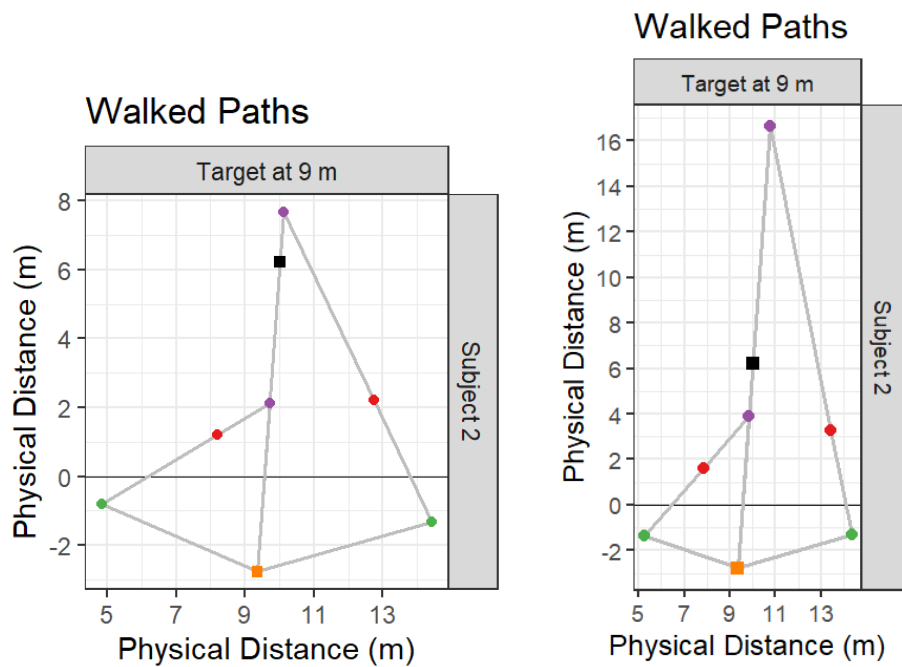 Walked Paths
Target at 9 m
8
6
4
2
0
-2
5 7 9 11 13
Physical Distance (m)
Physical Distance (m)
Subject 2
Walked Paths
Target at 9 m
16
14
12
10
8
6
4
2
0
-2
5 7 9 11 13
Physical Distance (m)
Physical Distance (m)
Subject 2